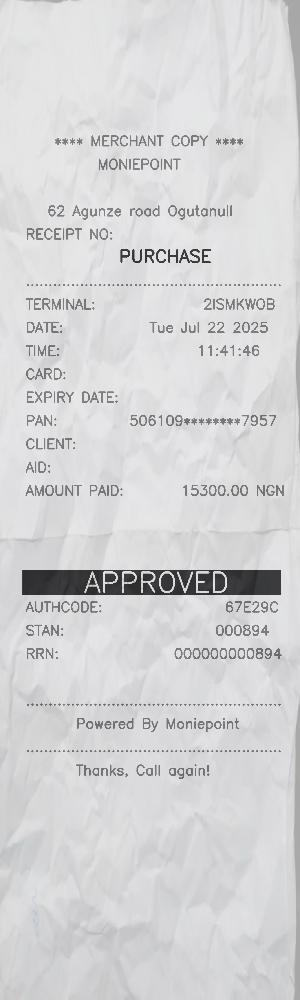 **** MERCHANT COPY ****
MONIEPOINT
62 Agunze road Ogutanull
RECEIPT NO:
PURCHASE
TERMINAL: 2ISMKWOB
DATE: Tue Jul 22 2025
TIME: 11:41:46
CARD:
EXPIRY DATE:
PAN: 506109********7957
CLIENT:
AID:
AMOUNT PAID: 15300.00 NGN
APPROVED
AUTHCODE: 67E29C
STAN: 000894
RRN: 000000000894
Powered By Moniepoint
Thanks, Call again!